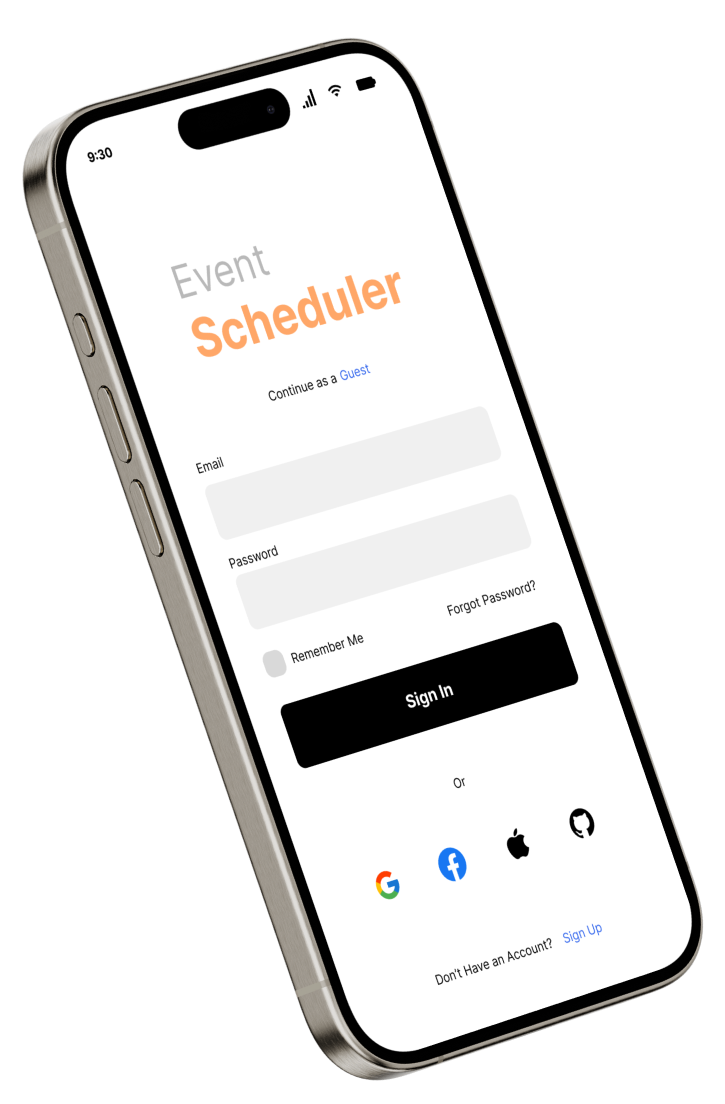 9:30
Event
Scheduler
Continue as a Guest
Email
Password
Remember Me
Forgot Password?
Sign In
Or
Don't Have an Account? Sign Up